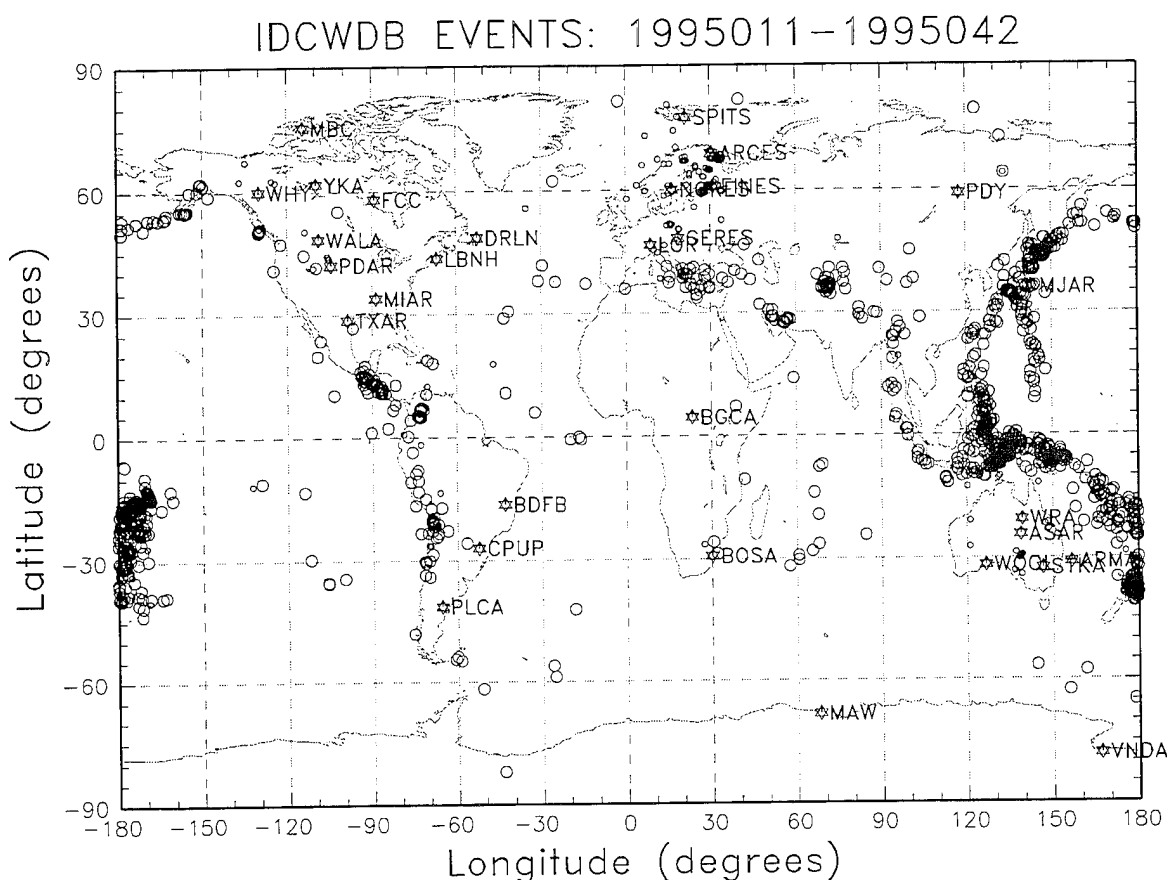 IDCWDB EVENTS: 1995011-1995042
90
60
30
0
-30
-60
-90
Latitude (degrees)
SPITS
MBC
ARCES
WHY
YKA
FCC
PDY
WALA
DRLN
GERES
PDAR
LBNH
MJAR
MIAR
TXAR
BGCA
BDFB
WRA
ASAR
CPUP
BOSA
ARMA
STKA
PLCA
MAW
VNDA
-180 -150 -120 -90 -60 -30 0 30 60 90 120 150 180
Longitude (degrees)